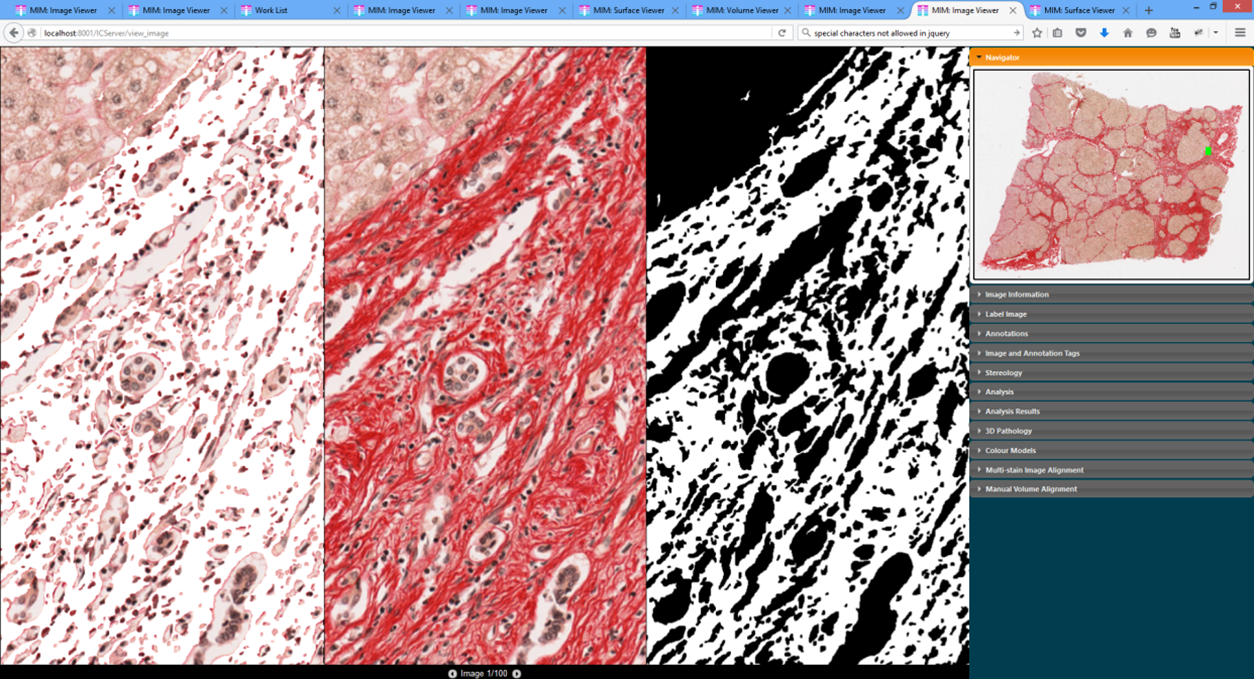 MIM: Image Viewer
MIM: Image Viewer
Work List
MIM: Image Viewer
MIM: Image Viewer
MIM: Surface Viewer
MIM: Volume Viewer
MIM: Image Viewer
MIM: Image Viewer
MIM: Surface Viewer
localhost:8001/ICServer/view_image
special characters not allowed in jquery
Navigator
Image Information
Label Image
Annotations
Image and Annotation Tags
Stereology
Analysis
Analysis Results
3D Pathology
Colour Models
Multi-stain Image Alignment
Manual Volume Alignment
Image 1/100